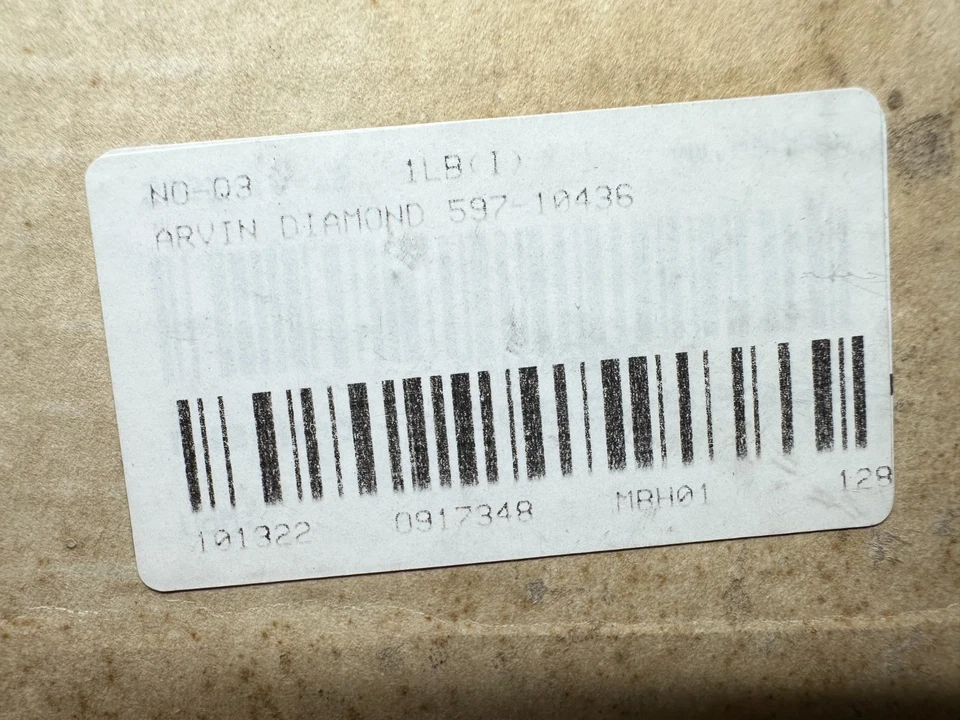 NO-Q3 1LB(I)
ARVIN DIAMOND 597-10436
101322 0917348 MBH01 128